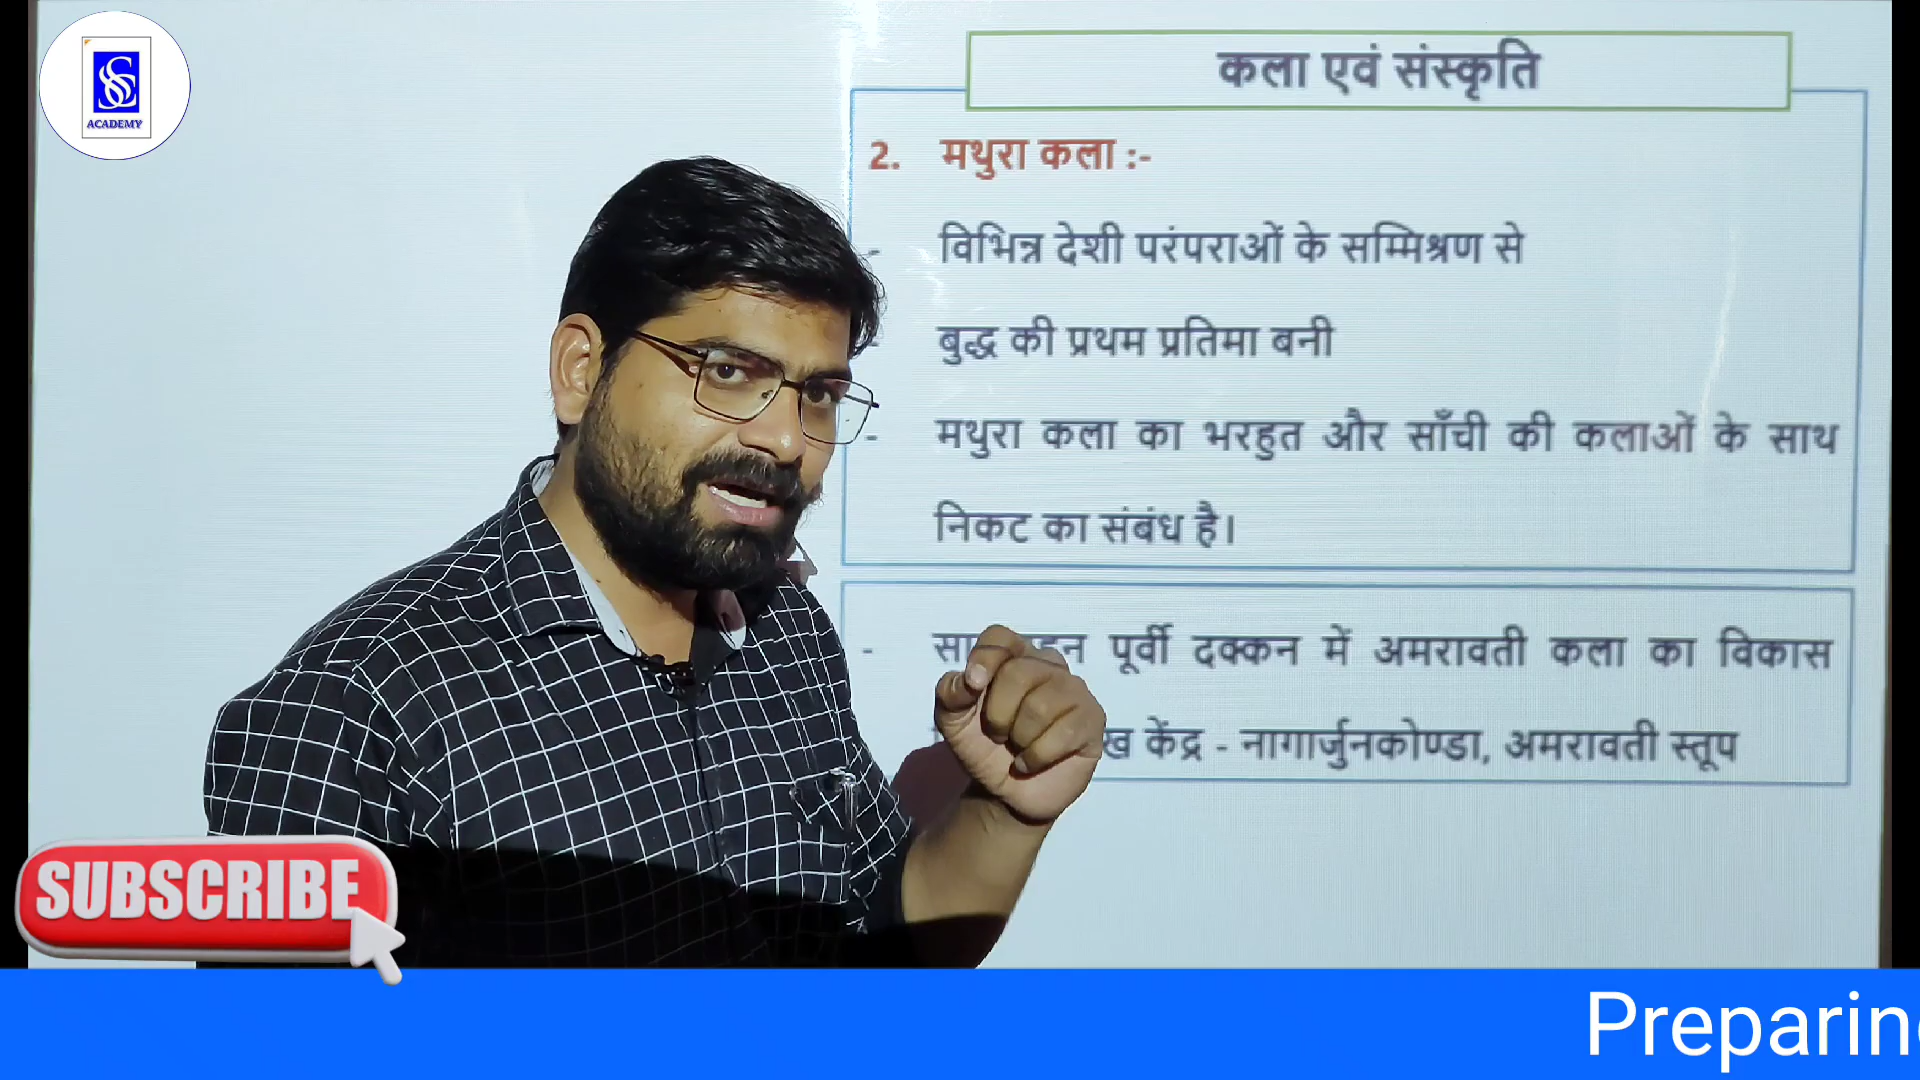 ACADEMY
कला एवं संस्कृति
2. मथुरा कला :-
- विभिन्न देशी परंपराओं के सम्मिश्रण से
- बुद्ध की प्रथम प्रतिमा बनी
- मथुरा कला का भरहुत और साँची की कलाओं के साथ
निकट का संबंध है।
- पूर्वी दक्कन में अमरावती कला का विकास
केंद्र - नागार्जुनकोण्डा, अमरावती स्तूप
SUBSCRIBE